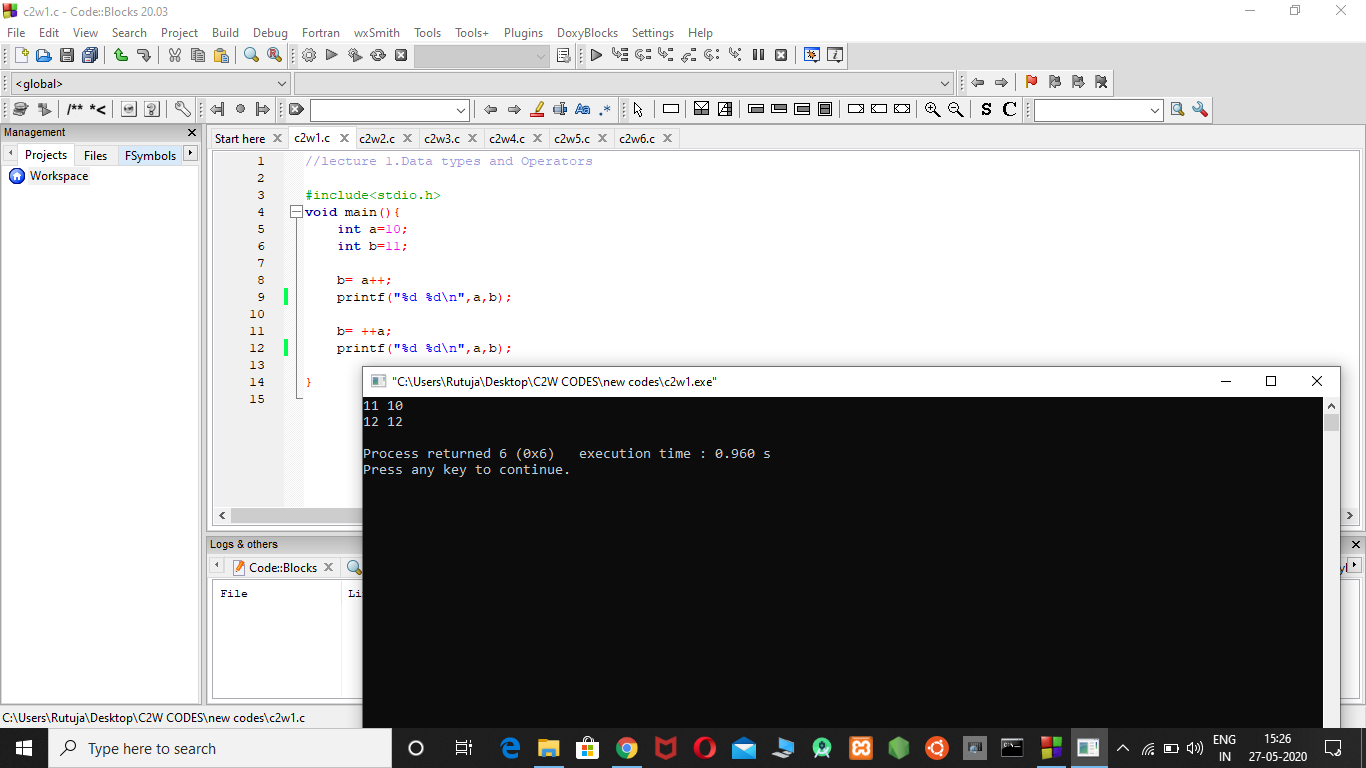 c2w1.c - Code::Blocks 20.03
File Edit View Search Project Build Debug Fortran wxSmith Tools Tools+ Plugins DoxyBlocks Settings Help
<global>
/** *< Aa .* S C
Management
Start here c2w1.c c2w2.c c2w3.c c2w4.c c2w5.c c2w6.c
Projects Files FSymbols
Workspace
1 //lecture 1.Data types and Operators
2
3 #include<stdio.h>
4 void main(){
5 int a=10;
6 int b=11;
7
8 b= a++;
9 printf("%d %d\n",a,b);
10
11 b= ++a;
12 printf("%d %d\n",a,b);
13
14 }
15
"C:\Users\Rutuja\Desktop\C2W CODES\new codes\c2w1.exe"
11 10
12 12
Process returned 6 (0x6) execution time : 0.960 s
Press any key to continue.
Logs & others
Code::Blocks
File
C:\Users\Rutuja\Desktop\C2W CODES\new codes\c2w1.c
Type here to search
ENG
IN
15:26
27-05-2020